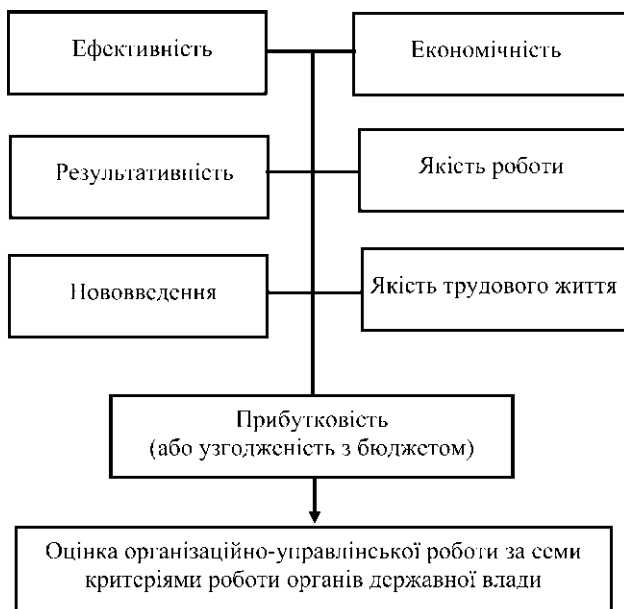 Ефективність
Економічність
Результативність
Якість роботи
Нововведення
Якість трудового життя
Прибутковість
(або узгодженість з бюджетом)
Оцінка організаційно-управлінської роботи за семи
критеріями роботи органів державної влади